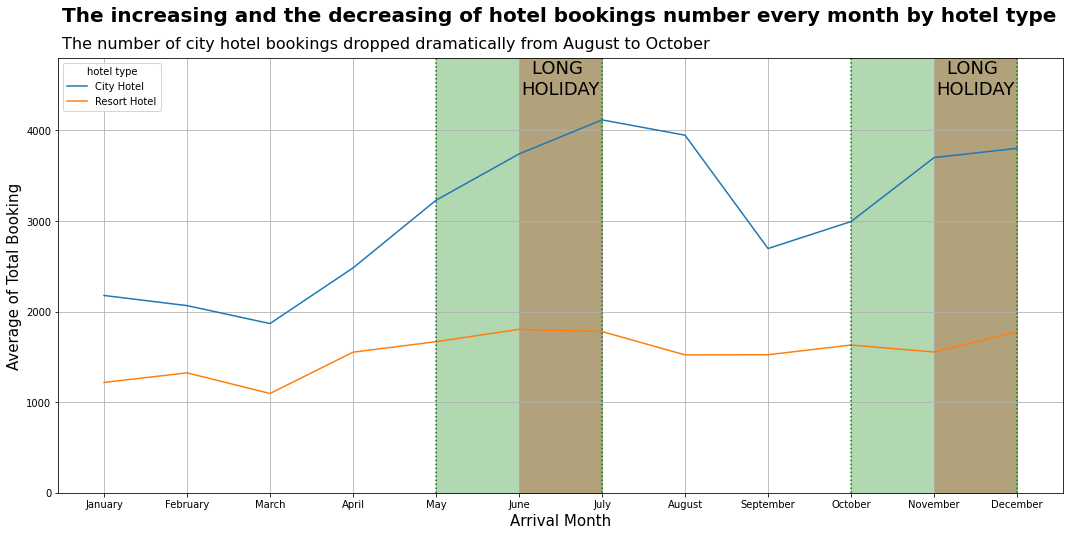 The increasing and the decreasing of hotel bookings number every month by hotel type
The number of city hotel bookings dropped dramatically from August to October
hotel type
City Hotel
Resort Hotel
LONG
HOLIDAY
LONG
HOLIDAY
Average of Total Booking
4000
3000
2000
1000
0
January February March April May June July August September October November December
Arrival Month